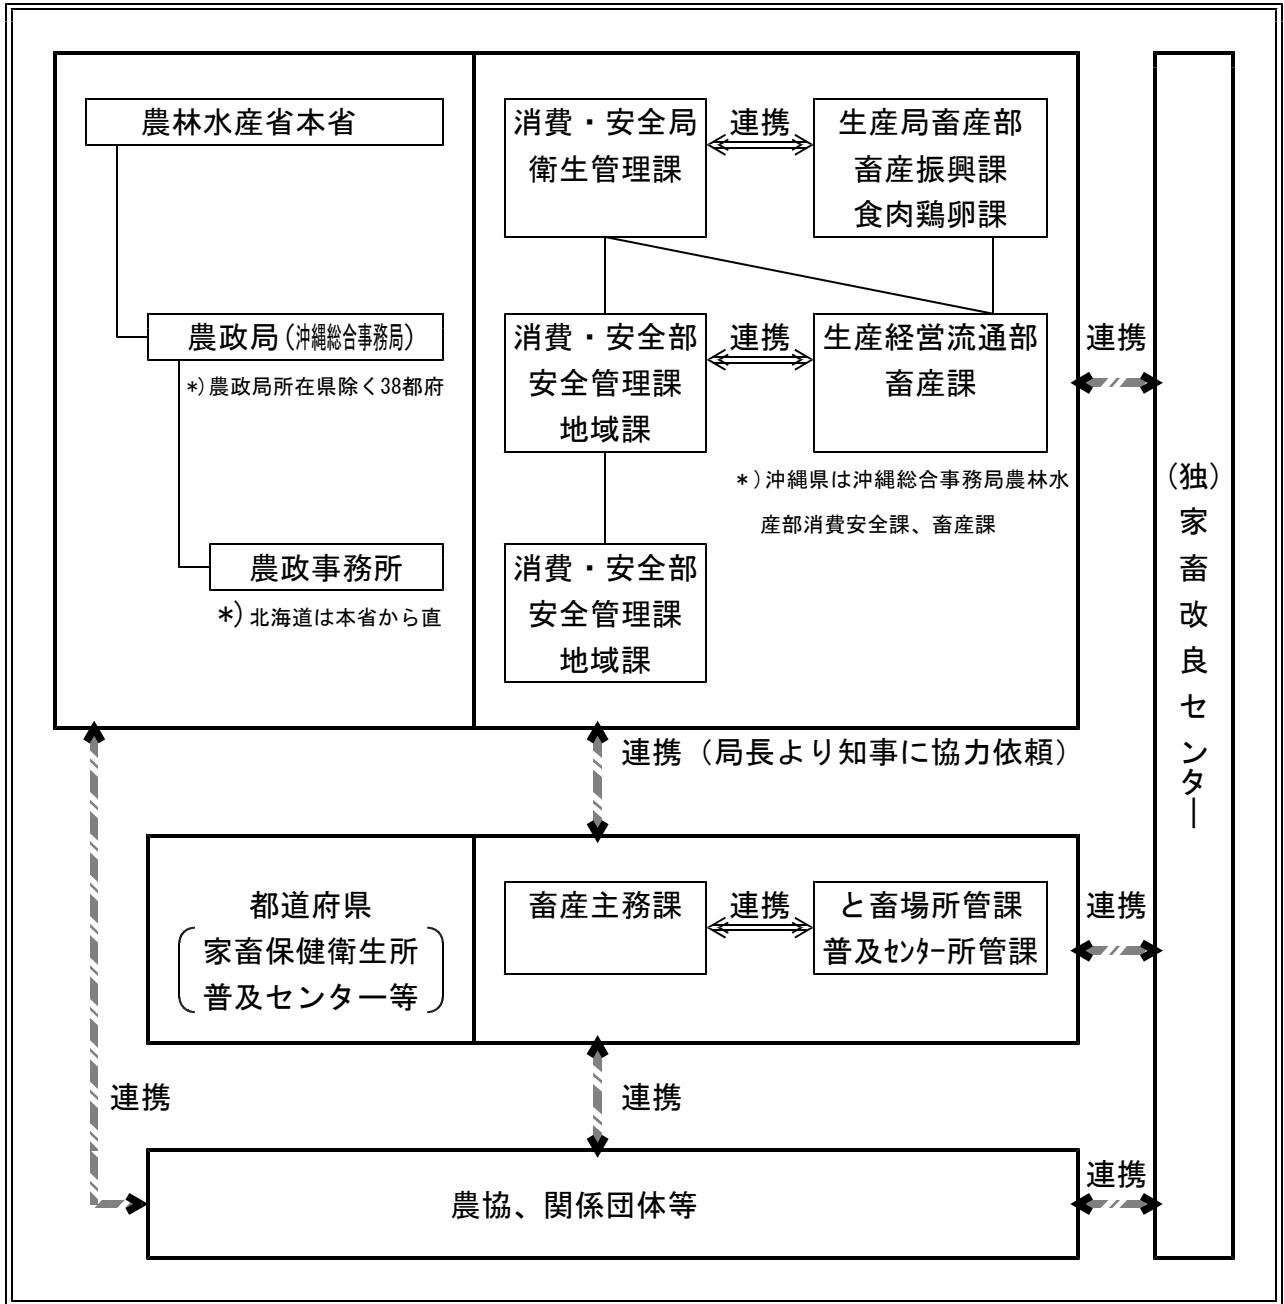 農林水産省本省
消費・安全局
衛生管理課
連携
生産局畜産部
畜産振興課
食肉鶏卵課
農政局(沖縄総合事務局)
*)農政局所在県除く38都府
消費・安全部
安全管理課
地域課
連携
生産経営流通部
畜産課
*)沖縄県は沖縄総合事務局農林水
産部消費安全課、畜産課
農政事務所
*)北海道は本省から直
消費・安全部
安全管理課
地域課
連携
(独)家畜改良センター
連携(局長より知事に協力依頼)
都道府県
家畜保健衛生所
普及センター等
畜産主務課
連携
と畜場所管課
普及センター所管課
連携
連携
連携
連携
農協、関係団体等